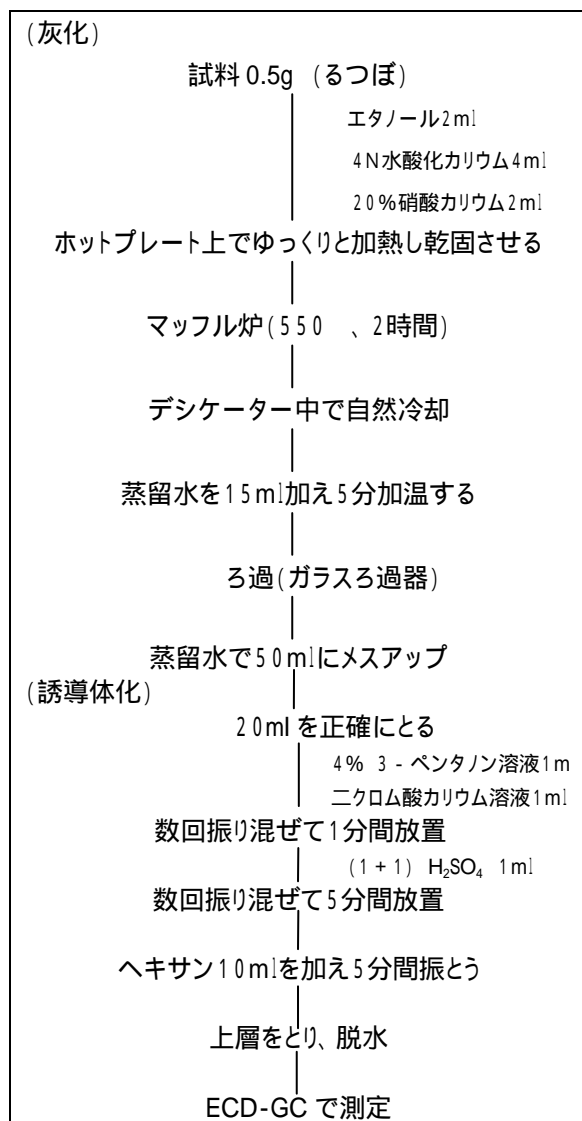 (灰化)
試料 0.5g (るつぼ)
エタノール2ml
4N水酸化カリウム4ml
20%硝酸カリウム2ml
ホットプレート上でゆっくりと加熱し乾固させる
マッフル炉(550 、2時間)
デシケーター中で自然冷却
蒸留水を15ml加え5分加温する
ろ過(ガラスろ過器)
蒸留水で50mlにメスアップ
(誘導体化)
20ml を正確にとる
4% 3-ペンタノン溶液1m
二クロム酸カリウム溶液1ml
数回振り混ぜて1分間放置
(1+1) H₂SO₄ 1ml
数回振り混ぜて5分間放置
ヘキサン10mlを加え5分間振とう
上層をとり、脱水
ECD-GC で測定